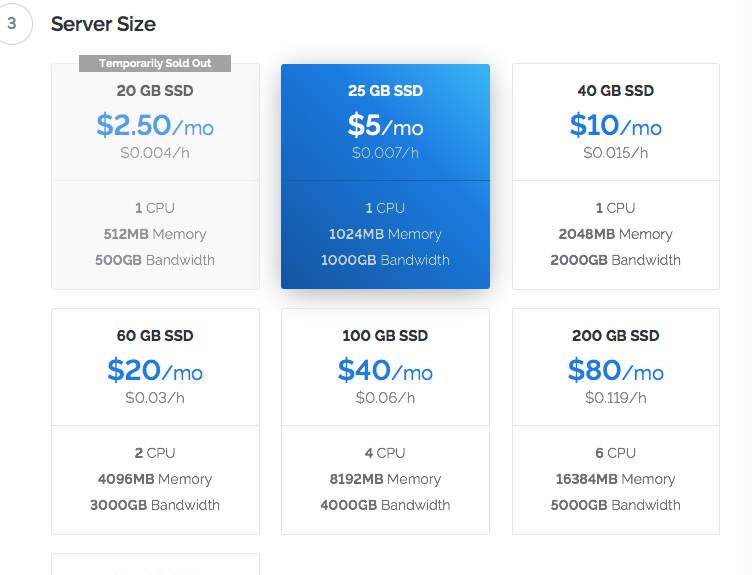 3
Server Size
Temporarily Sold Out
20 GB SSD
$2.50/mo
$0.004/h
1 CPU
512MB Memory
500GB Bandwidth
25 GB SSD
$5/mo
$0.007/h
1 CPU
1024MB Memory
1000GB Bandwidth
40 GB SSD
$10/mo
$0.015/h
1 CPU
2048MB Memory
2000GB Bandwidth
60 GB SSD
$20/mo
$0.03/h
2 CPU
4096MB Memory
3000GB Bandwidth
100 GB SSD
$40/mo
$0.06/h
4 CPU
8192MB Memory
4000GB Bandwidth
200 GB SSD
$80/mo
$0.119/h
6 CPU
16384MB Memory
5000GB Bandwidth